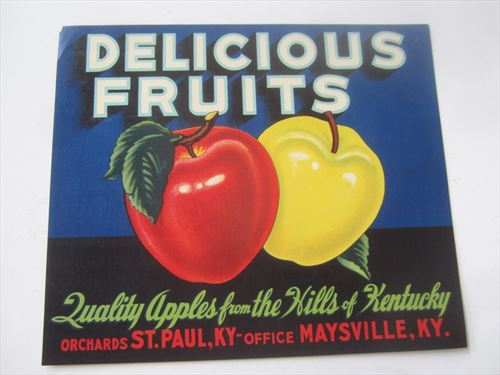 DELICIOUS
FRUITS
Quality Apples from the Hills of Kentucky
ORCHARDS ST. PAUL, KY-OFFICE MAYSVILLE, KY.